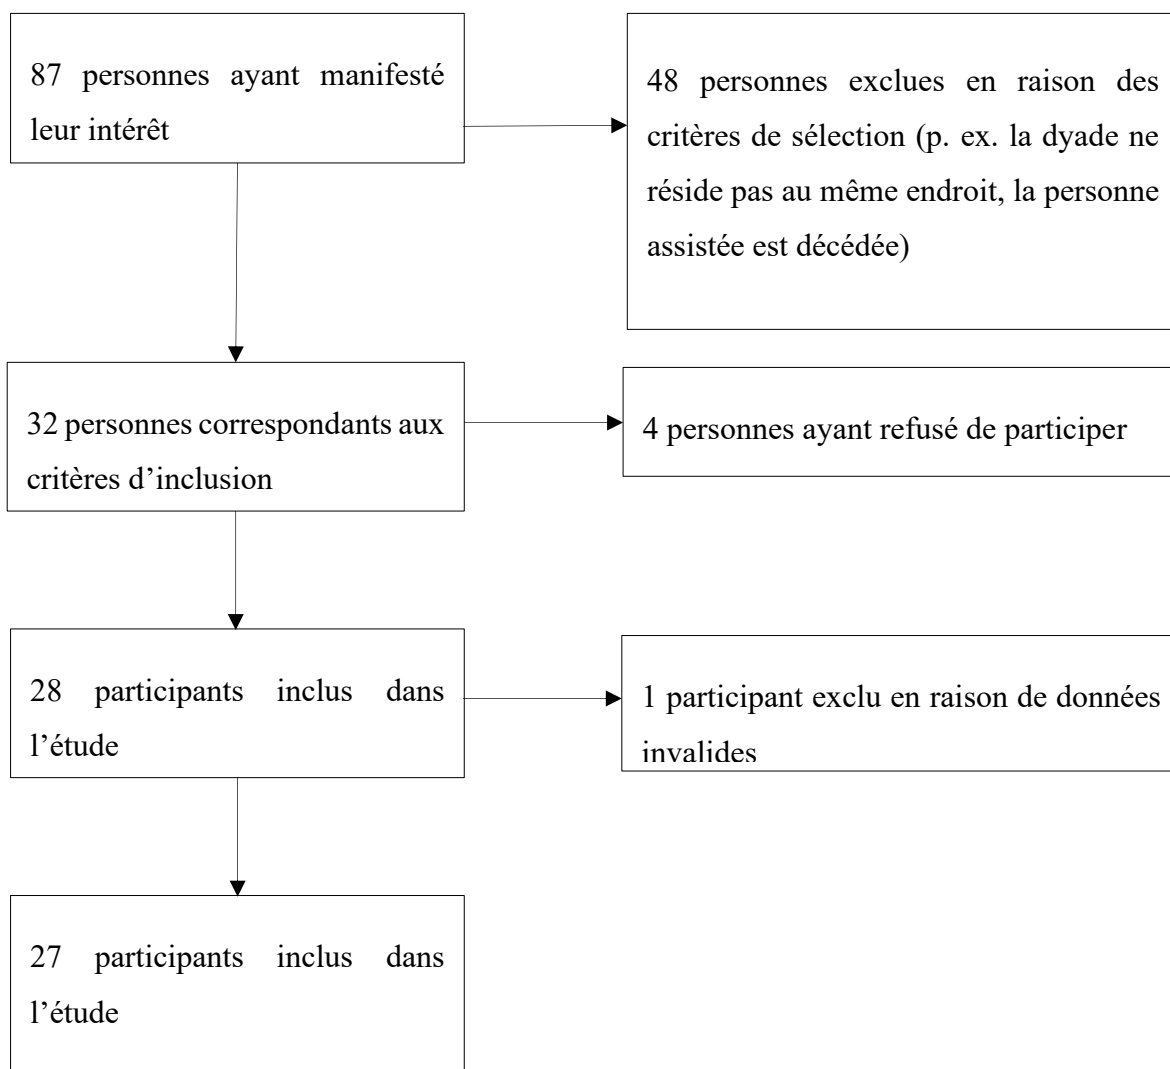 87 personnes ayant manifesté
leur intérêt
48 personnes exclues en raison des
critères de sélection (p. ex. la dyade ne
réside pas au même endroit, la personne
assistée est décédée)
32 personnes correspondants aux
critères d’inclusion
4 personnes ayant refusé de participer
28 participants inclus dans
l’étude
1 participant exclu en raison de données
invalides
27 participants inclus dans
l’étude